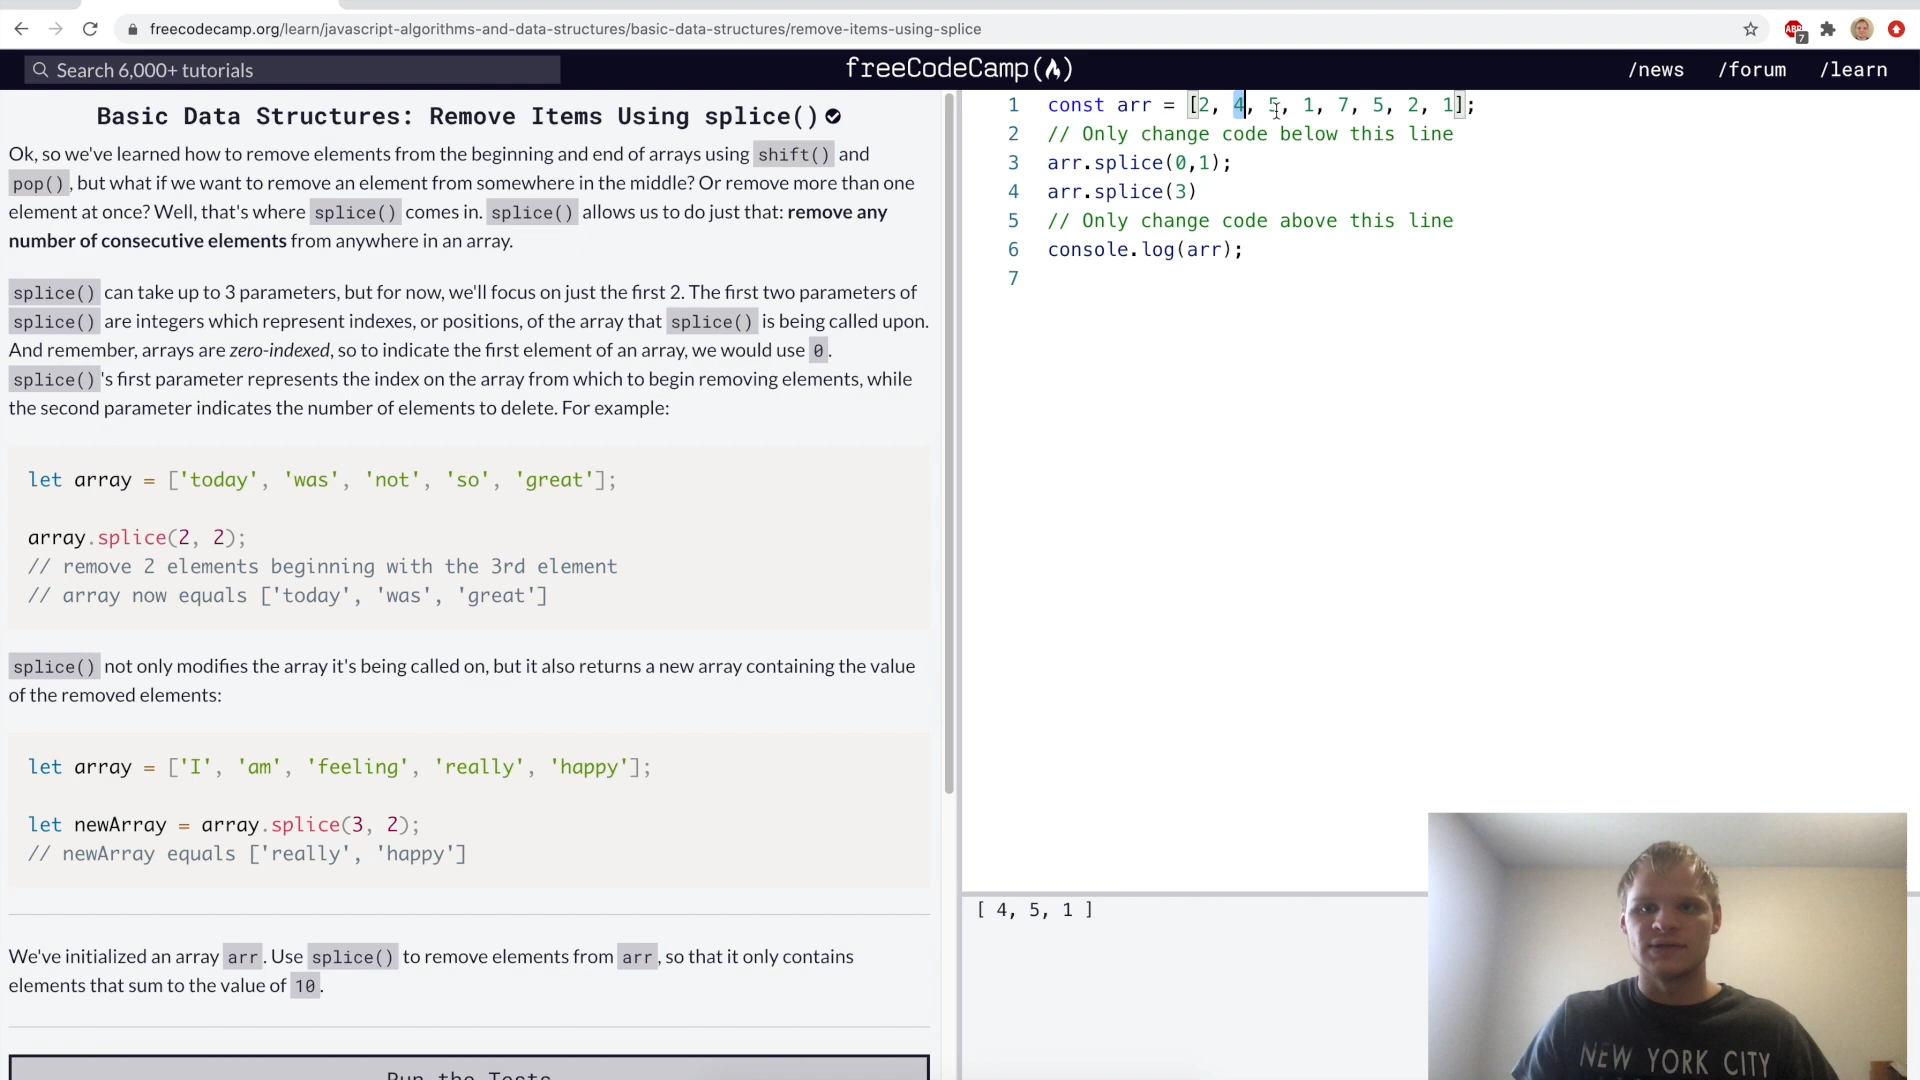 freecodecamp.org/learn/javascript-algorithms-and-data-structures/basic-data-structures/remove-items-using-splice
ABP
7
Search 6,000+ tutorials
freeCodeCamp
/news
/forum
/learn
Basic Data Structures: Remove Items Using splice()
Ok, so we've learned how to remove elements from the beginning and end of arrays using shift() and
pop(), but what if we want to remove an element from somewhere in the middle? Or remove more than one
element at once? Well, that's where splice() comes in. splice() allows us to do just that: remove any
number of consecutive elements from anywhere in an array.
splice() can take up to 3 parameters, but for now, we'll focus on just the first 2. The first two parameters of
splice() are integers which represent indexes, or positions, of the array that splice() is being called upon.
And remember, arrays are zero-indexed, so to indicate the first element of an array, we would use 0.
splice()'s first parameter represents the index on the array from which to begin removing elements, while
the second parameter indicates the number of elements to delete. For example:
let array = ['today', 'was', 'not', 'so', 'great'];
array.splice(2, 2);
// remove 2 elements beginning with the 3rd element
// array now equals ['today', 'was', 'great']
splice() not only modifies the array it's being called on, but it also returns a new array containing the value
of the removed elements:
let array = ['I', 'am', 'feeling', 'really', 'happy'];
let newArray = array.splice(3, 2);
// newArray equals ['really', 'happy']
We've initialized an array arr. Use splice() to remove elements from arr, so that it only contains
elements that sum to the value of 10.
Run the Tests
1 const arr = [2, 4, 5, 1, 7, 5, 2, 1];
2 // Only change code below this line
3 arr.splice(0,1);
4 arr.splice(3)
5 // Only change code above this line
6 console.log(arr);
7
[ 4, 5, 1 ]
NEW YORK CITY